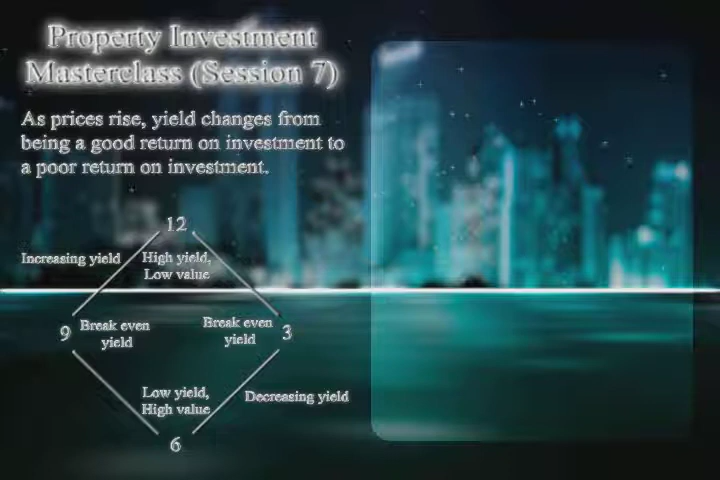 Property Investment
Masterclass (Session 7)
As prices rise, yield changes from
being a good return on investment to
a poor return on investment.
12
Increasing yield
High yield,
Low value
9
Break even
yield
Break even
yield
3
Low yield,
High value
Decreasing yield
6